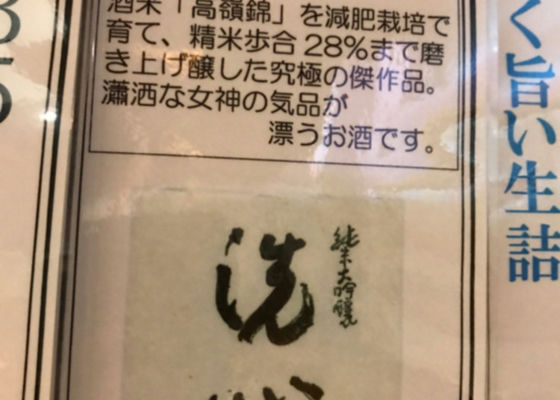 酒米「高嶺錦」を減肥栽培で
育て、精米歩合28%まで磨
き上げ醸した究極の傑作品。
瀟洒な女神の気品が
漂うお酒です。
純米大吟醸
洗
く旨い生詰